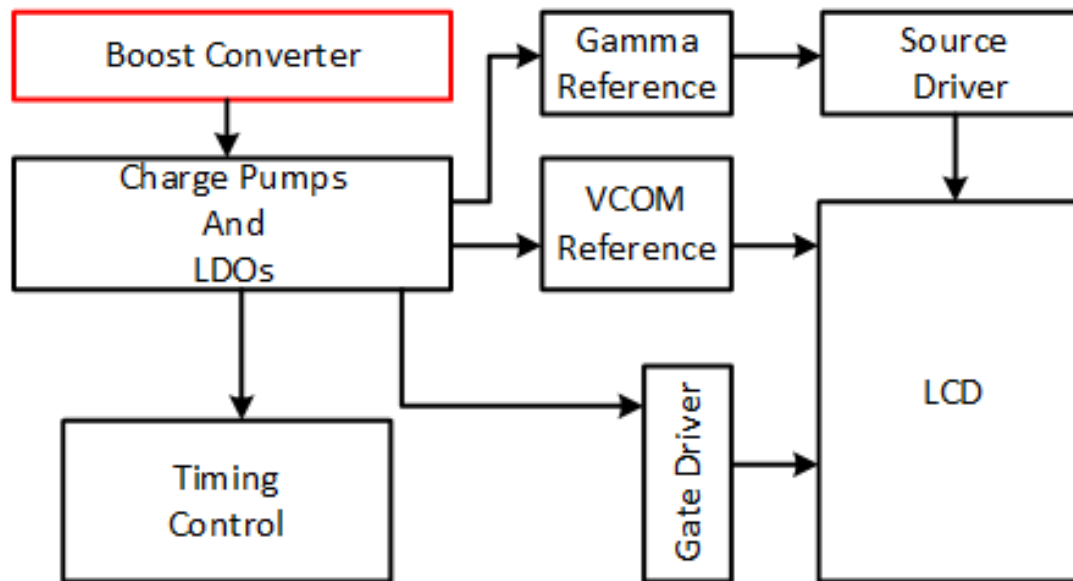 Boost Converter
Gamma
Reference
Source
Driver
Charge Pumps
And
LDOs
VCOM
Reference
LCD
Gate Driver
Timing
Control